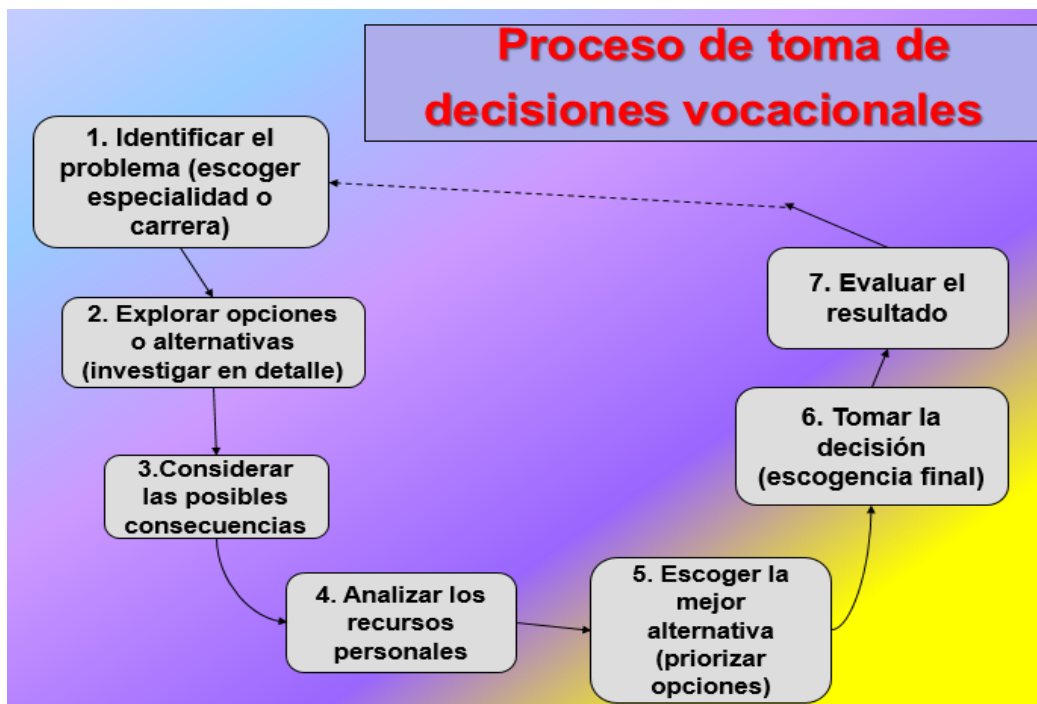 Proceso de toma de
decisiones vocacionales
1. Identificar el
problema (escoger
especialidad o
carrera)
2. Explorar opciones
o alternativas
(investigar en detalle)
3.Considerar
las posibles
consecuencias
4. Analizar los
recursos
personales
5. Escoger la
mejor
alternativa
(priorizar
opciones)
6. Tomar la
decisión
(escogencia final)
7. Evaluar el
resultado